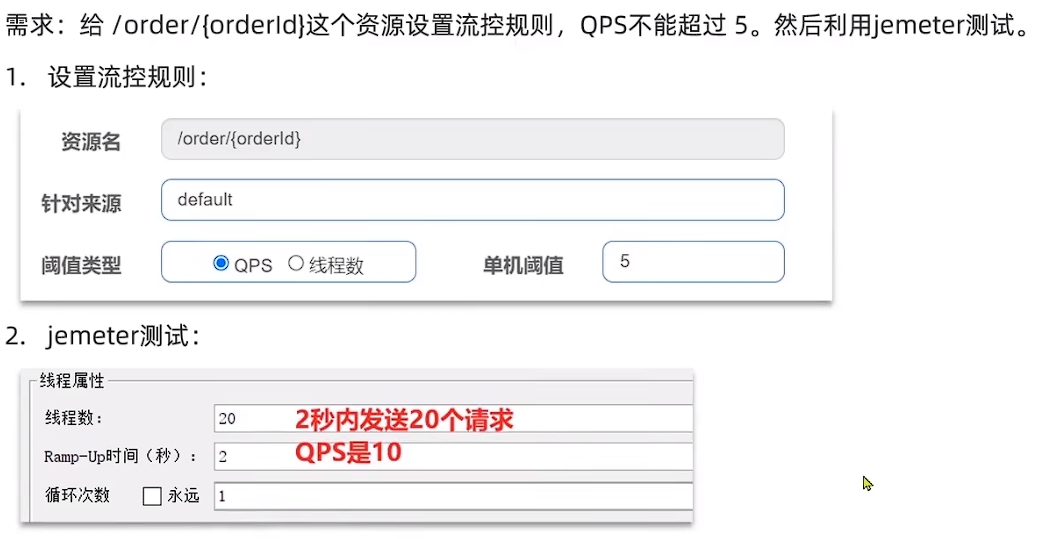 需求：给 /order/{orderId}这个资源设置流控规则，QPS不能超过 5。然后利用jemeter测试。
1. 设置流控规则：
资源名 /order/{orderId}
针对来源 default
阈值类型 QPS 线程数 单机阈值 5
2. jemeter测试：
线程属性
线程数： 20 2秒内发送20个请求
Ramp-Up时间（秒）： 2 QPS是10
循环次数 永远 1